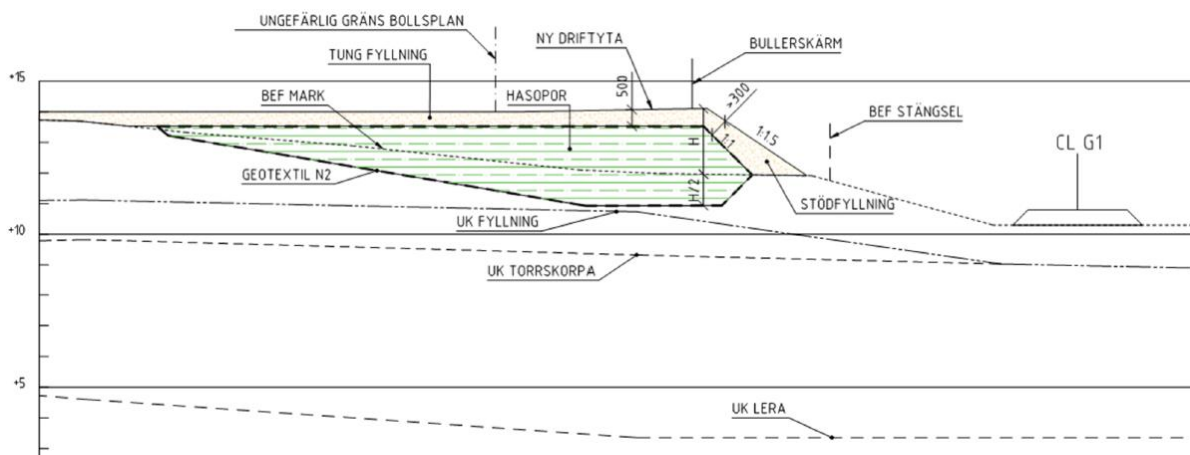 UNGEFÄRLIG GRÄNS BOLLSPLAN
NY DRIFTYTA
BULLERSKÄRM
TUNG FYLLNING
+15
500
BEF MARK
HASOPOR
>300
BEF STÄNGSEL
1:1.5
1:1
H
CL G1
GEOTEXTIL N2
H/2
STÖDFYLLNING
UK FYLLNING
+10
UK TORRSKORPA
+5
UK LERA